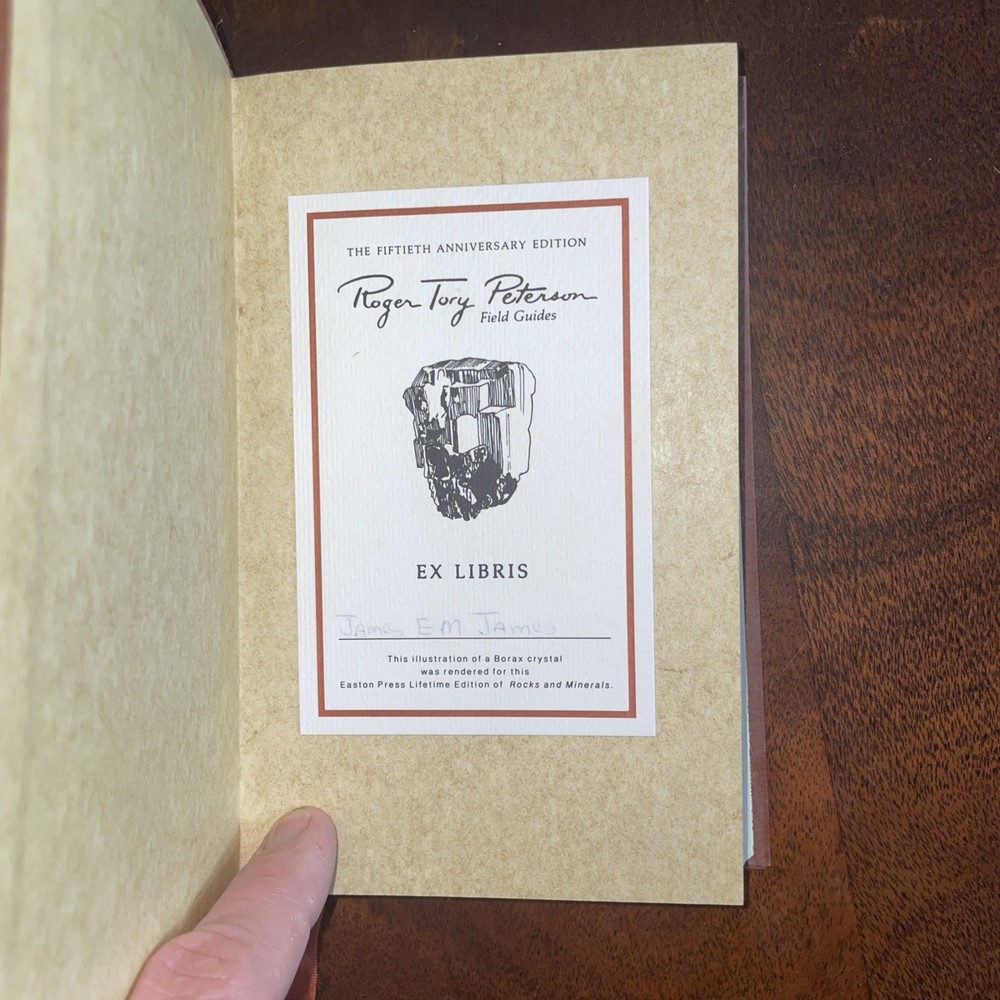 THE FIFTIETH ANNIVERSARY EDITION
Roger Tory Peterson
Field Guides
EX LIBRIS
James E M James
This illustration of a Borax crystal
was rendered for this
Easton Press Lifetime Edition of Rocks and Minerals.